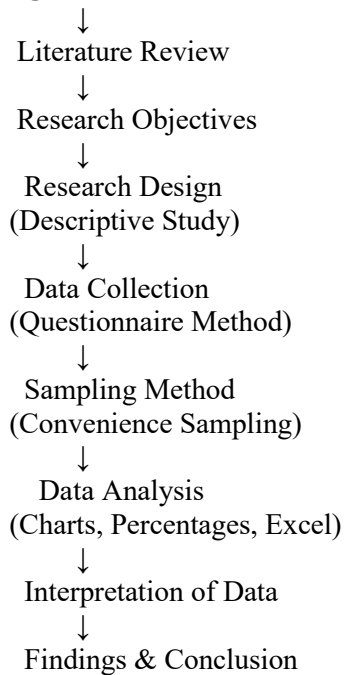 ↓
Literature Review
↓
Research Objectives
↓
Research Design
(Descriptive Study)
↓
Data Collection
(Questionnaire Method)
↓
Sampling Method
(Convenience Sampling)
↓
Data Analysis
(Charts, Percentages, Excel)
↓
Interpretation of Data
↓
Findings & Conclusion